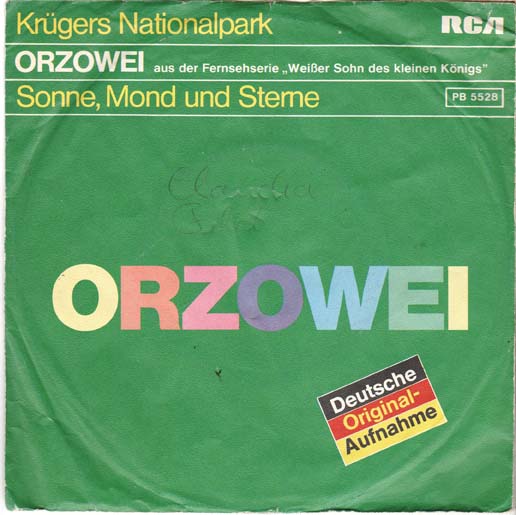 Krügers Nationalpark
RCA
ORZOWEI aus der Fernsehserie „Weißer Sohn des kleinen Königs"
Sonne, Mond und Sterne
PB 5528
Claudia
ORZOWEI
Deutsche
Original-
Aufnahme